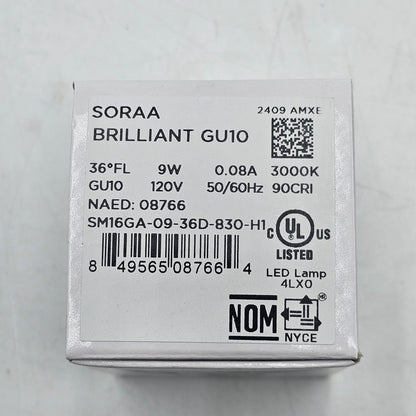 SORAA
2409 AMXE
BRILLIANT GU10
36°FL 9W 0.08A 3000K
GU10 120V 50/60Hz 90CRI
NAED: 08766
SM16GA-09-36D-830-H1
C UL US
LISTED
LED Lamp
4LX0
8 49565 08766 4
NOM
NYCE